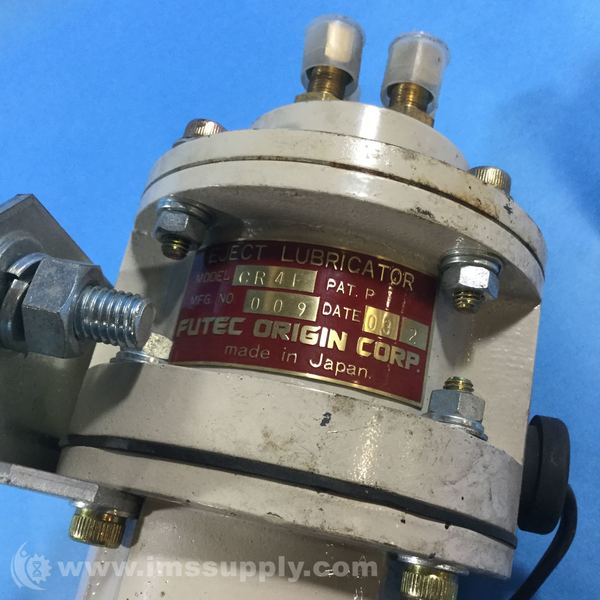 EJECT LUBRICATOR
MODEL CR4F PAT. P
MFG. NO 009 DATE 03 2
FUTEC ORIGIN CORP.
made in Japan.
www.imssupply.com